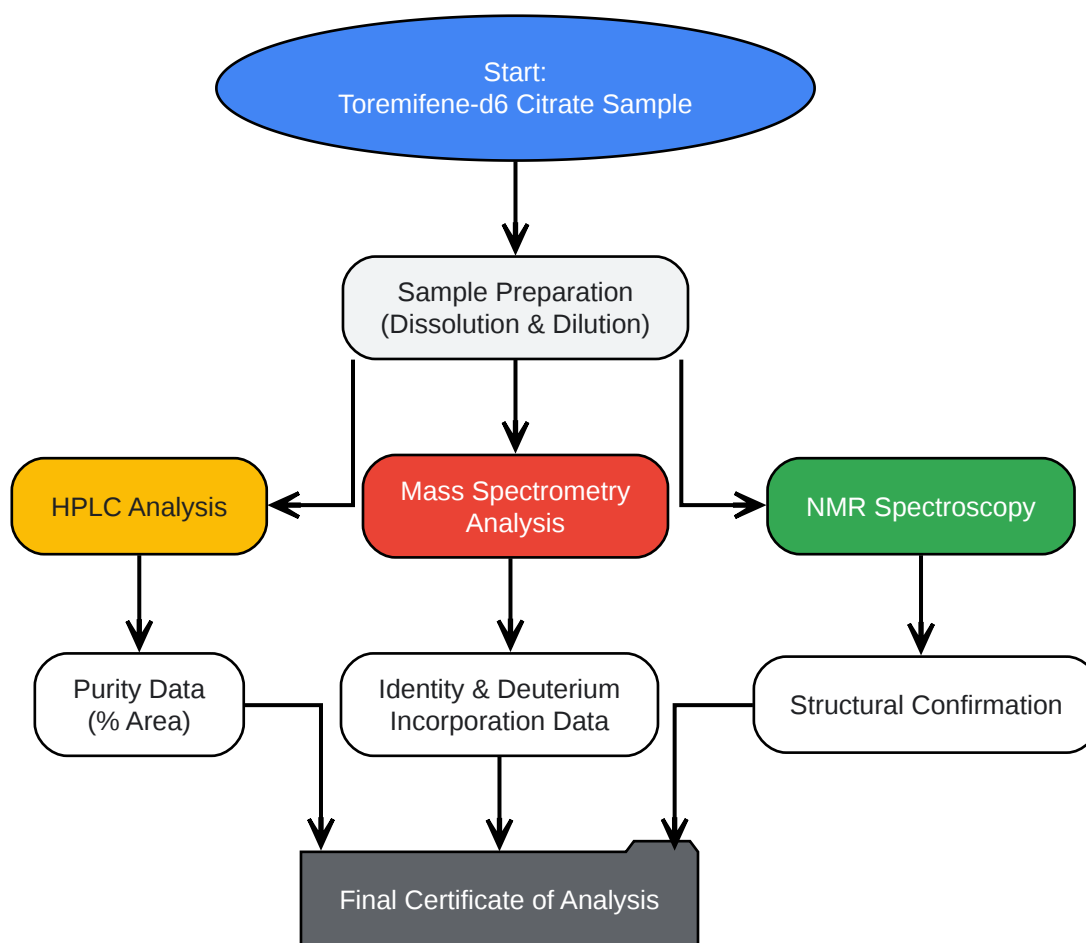 Start:
Toremifene-d6 Citrate Sample
Sample Preparation
(Dissolution & Dilution)
HPLC Analysis
Mass Spectrometry
Analysis
NMR Spectroscopy
Purity Data
(% Area)
Identity & Deuterium
Incorporation Data
Structural Confirmation
Final Certificate of Analysis